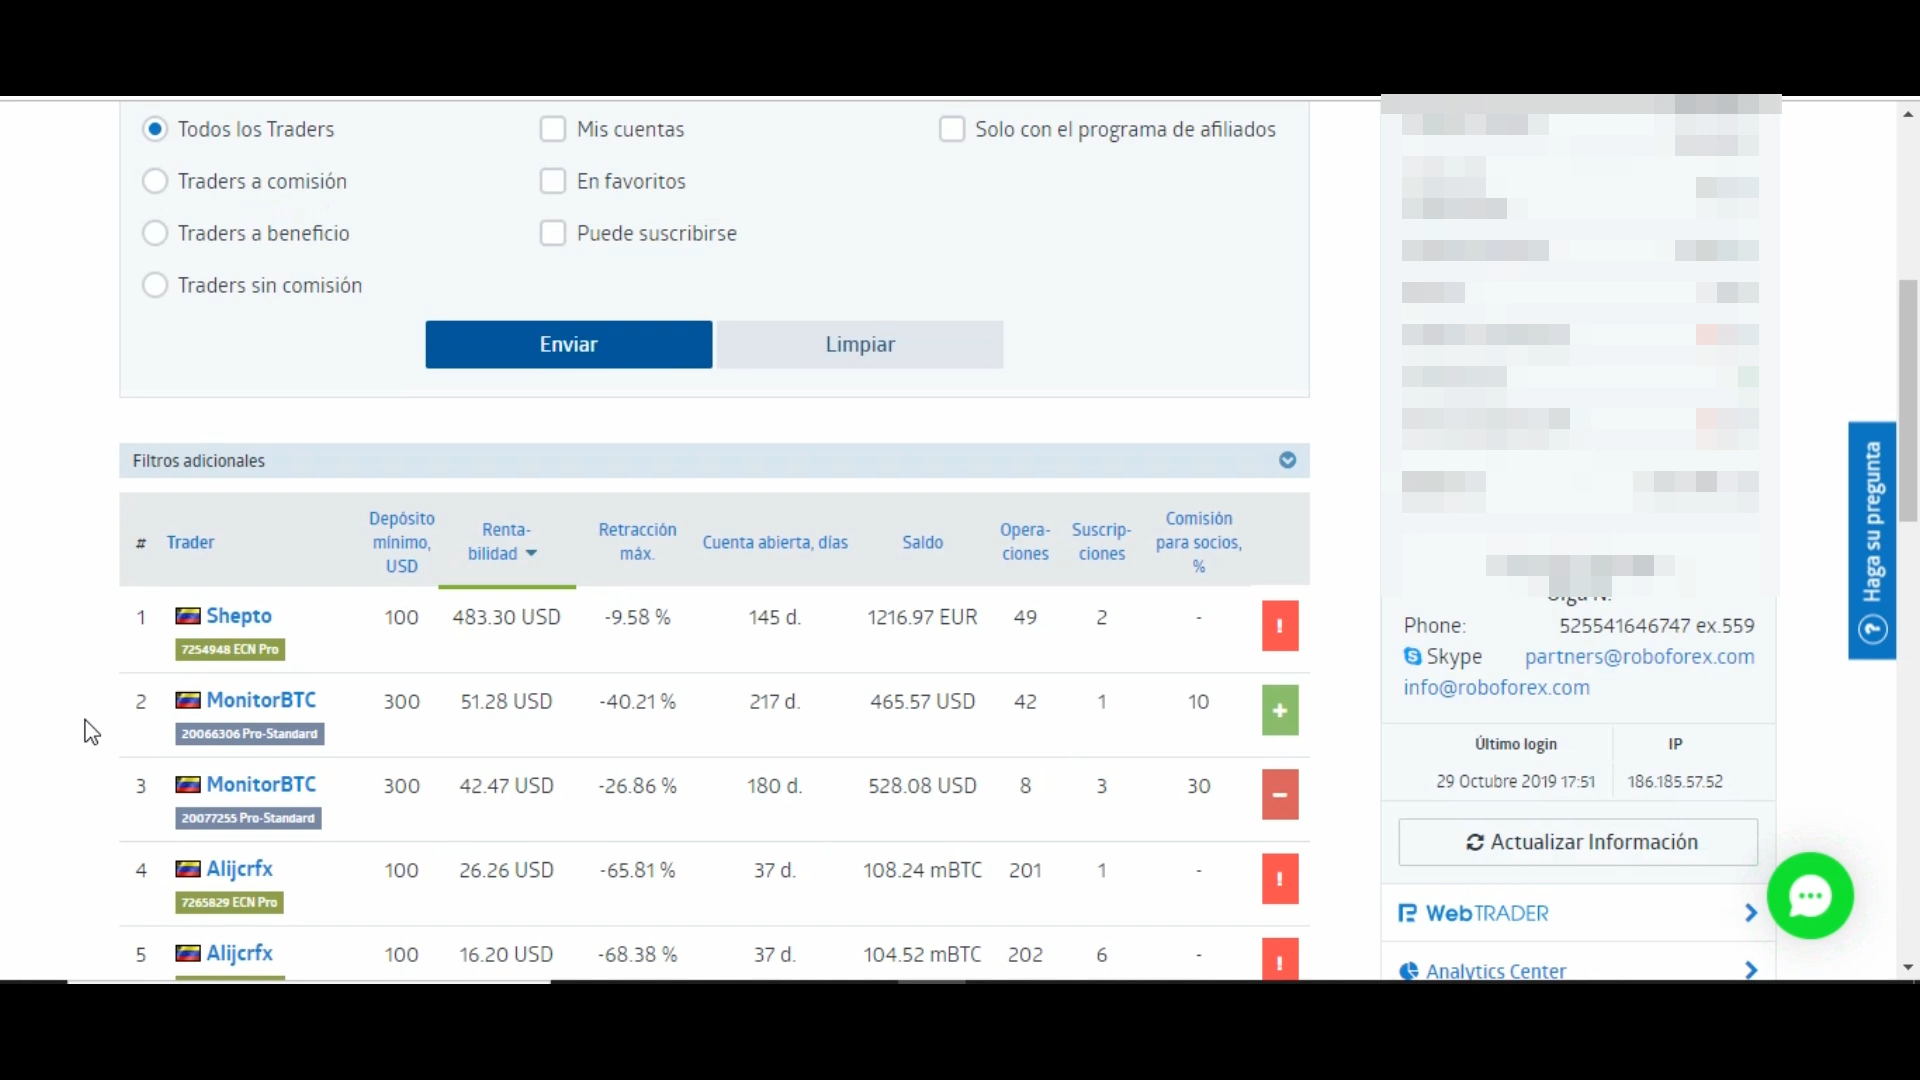 Todos los Traders
Mis cuentas
Solo con el programa de afiliados
Traders a comisión
En favoritos
Traders a beneficio
Puede suscribirse
Traders sin comisión
Enviar
Limpiar
Filtros adicionales
# Trader
Depósito
mínimo,
USD
Renta-
bilidad
Retracción
máx.
Cuenta abierta, días
Saldo
Opera-
ciones
Suscrip-
ciones
Comisión
para socios,
%
1 Shepto 100 483.30 USD -9.58 % 145 d. 1216.97 EUR 49 2 - !
7254948 ECN Pro
2 MonitorBTC 300 51.28 USD -40.21 % 217 d. 465.57 USD 42 1 10 +
20066306 Pro-Standard
3 MonitorBTC 300 42.47 USD -26.86 % 180 d. 528.08 USD 8 3 30 −
20077255 Pro-Standard
4 Alijcrfx 100 26.26 USD -65.81 % 37 d. 108.24 mBTC 201 1 - !
7265829 ECN Pro
5 Alijcrfx 100 16.20 USD -68.38 % 37 d. 104.52 mBTC 202 6 - !
Phone: 525541646747 ex.559
Skype partners@roboforex.com
info@roboforex.com
Último login IP
29 Octubre 2019 17:51 186.185.57.52
Actualizar Información
WebTRADER
Analytics Center
Haga su pregunta